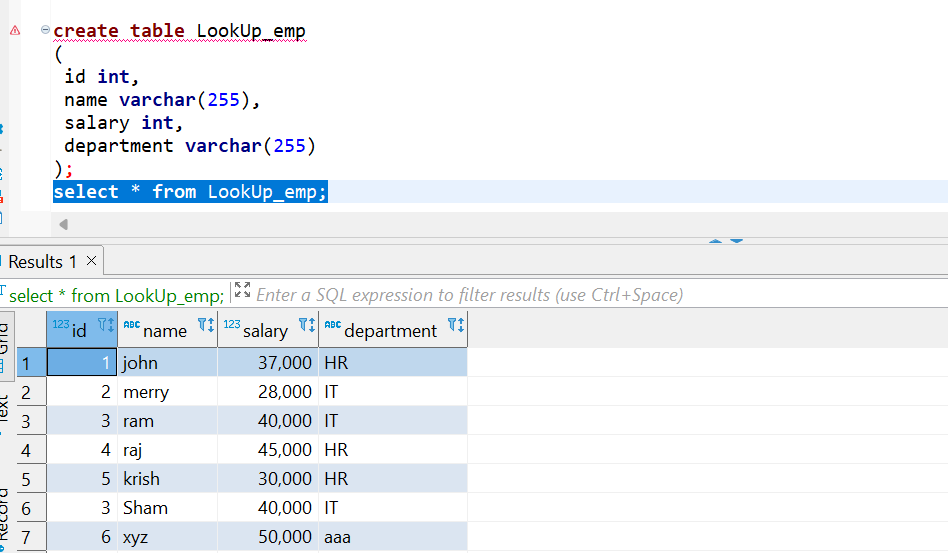 create table LookUp_emp
(
id int,
name varchar(255),
salary int,
department varchar(255)
);
select * from LookUp_emp;
Results 1
select * from LookUp_emp; Enter a SQL expression to filter results (use Ctrl+Space)
Grid
Text
Record
123 id ABC name 123 salary ABC department
1 1 john 37,000 HR
2 2 merry 28,000 IT
3 3 ram 40,000 IT
4 4 raj 45,000 HR
5 5 krish 30,000 HR
6 3 Sham 40,000 IT
7 6 xyz 50,000 aaa